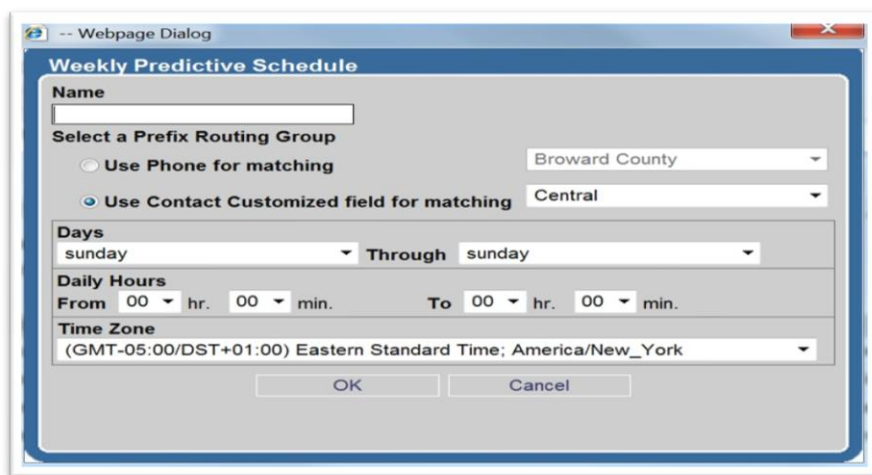 -- Webpage Dialog
Weekly Predictive Schedule
Name
Select a Prefix Routing Group
Use Phone for matching Broward County
Use Contact Customized field for matching Central
Days
sunday Through sunday
Daily Hours
From 00 hr. 00 min. To 00 hr. 00 min.
Time Zone
(GMT-05:00/DST+01:00) Eastern Standard Time; America/New_York
OK Cancel